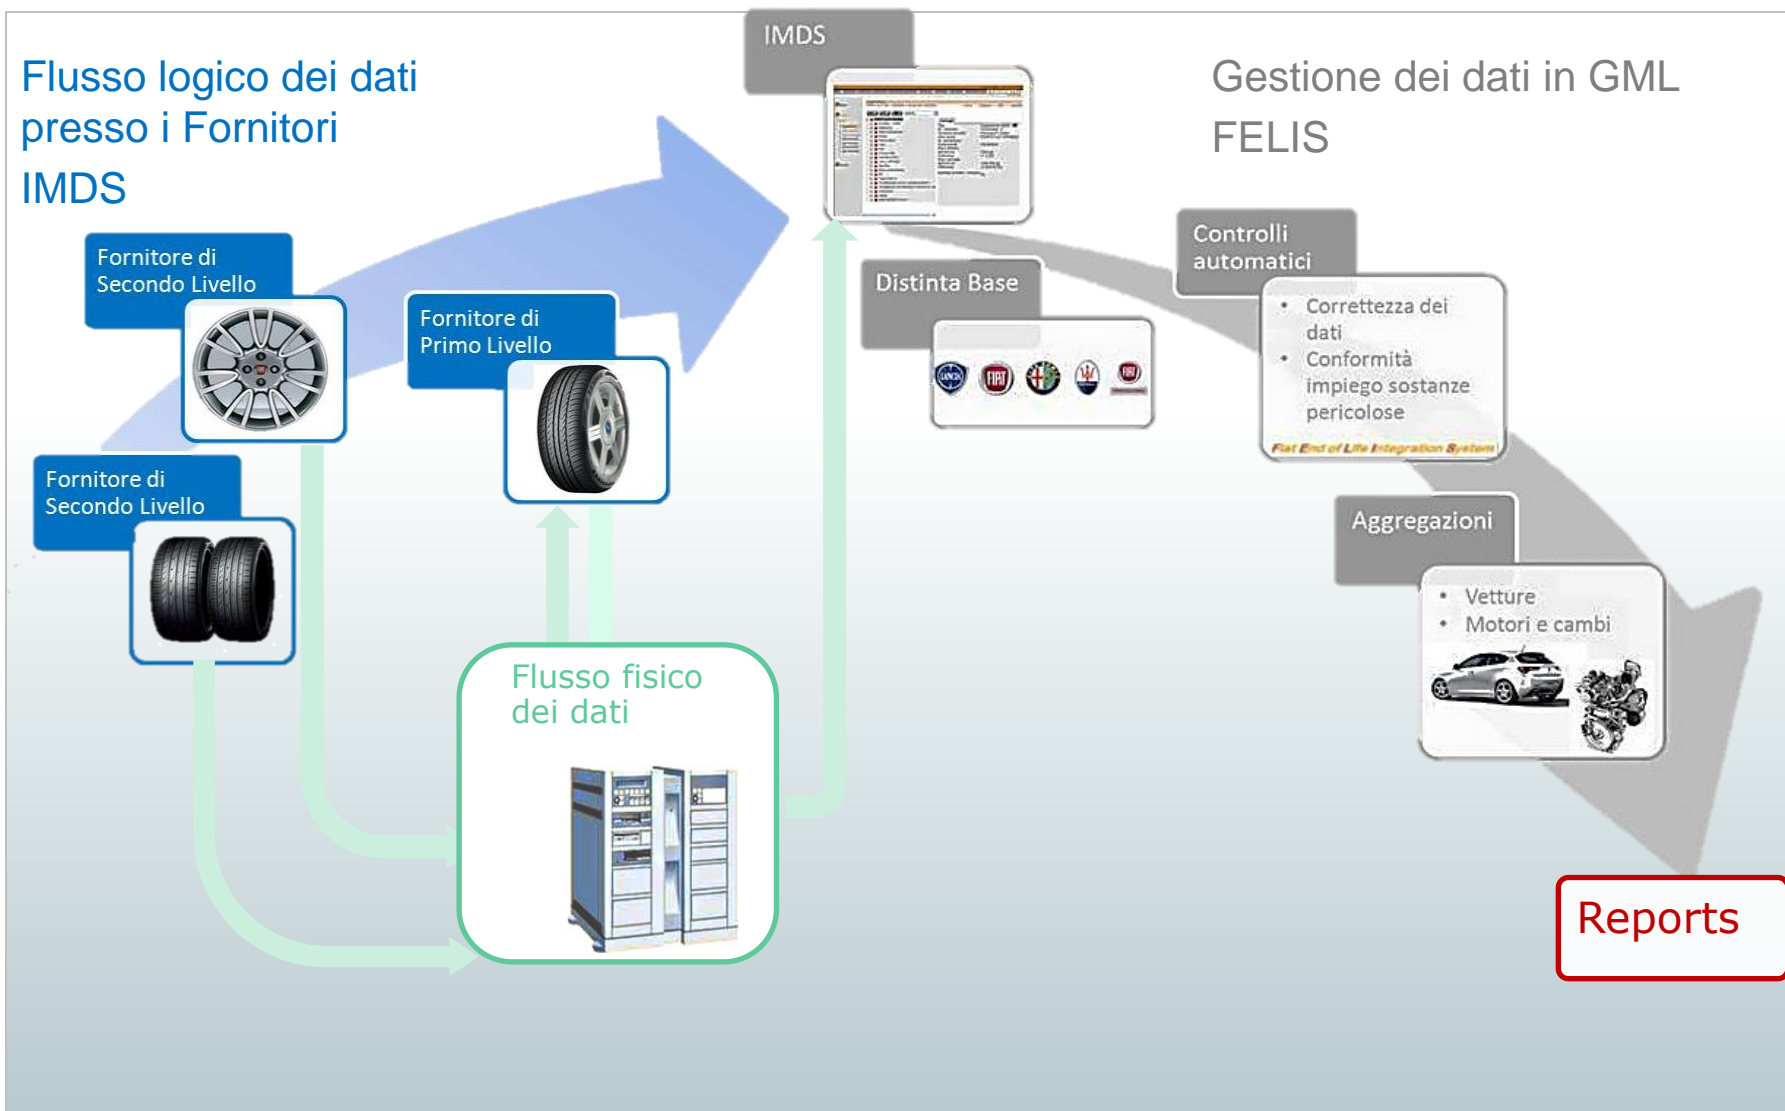 Flusso logico dei dati
presso i Fornitori
IMDS
IMDS
Gestione dei dati in GML
FELIS
Fornitore di
Secondo Livello
Fornitore di
Primo Livello
Fornitore di
Secondo Livello
Distinta Base
LANCIA
FIAT
Controlli
automatici
• Correttezza dei
dati
• Conformità
impiego sostanze
pericolose
Fiat End of Life Integration System
Aggregazioni
• Vetture
• Motori e cambi
Flusso fisico
dei dati
Reports